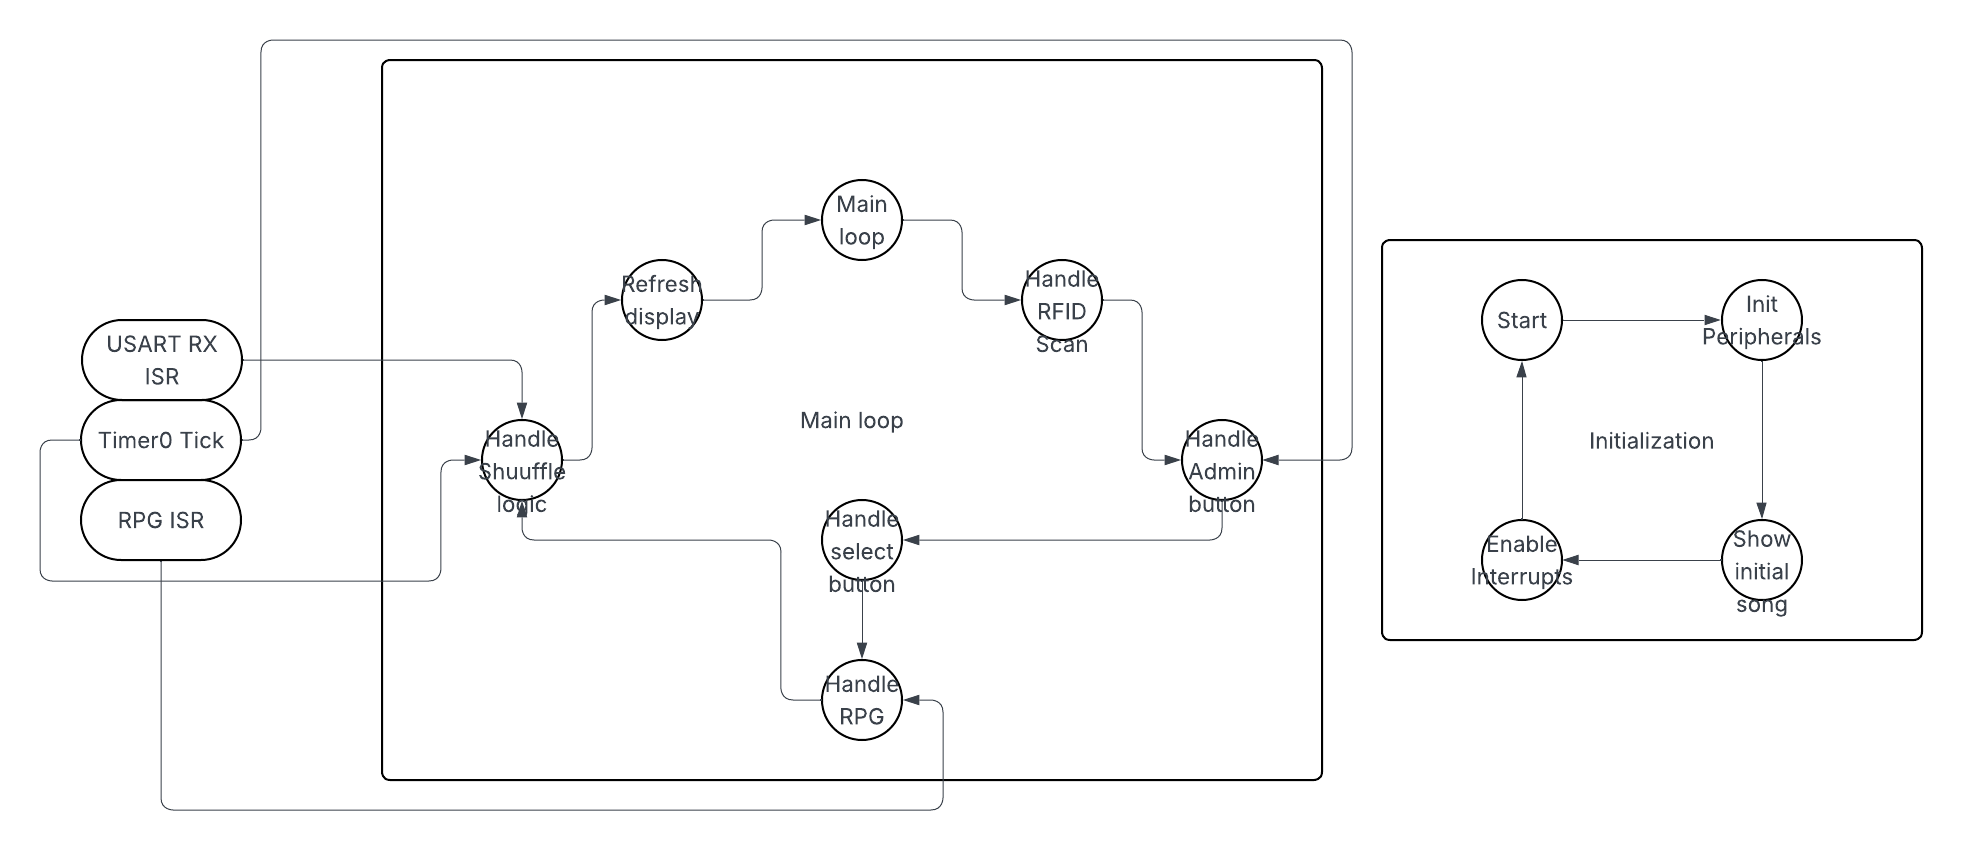 Main
loop
Refresh
display
Handle
RFID
Scan
USART RX
ISR
Timer0 Tick
RPG ISR
Handle
Shuuffle
logic
Main loop
Handle
Admin
button
Handle
select
button
Handle
RPG
Start
Init
Peripherals
Initialization
Enable
Interrupts
Show
initial
song